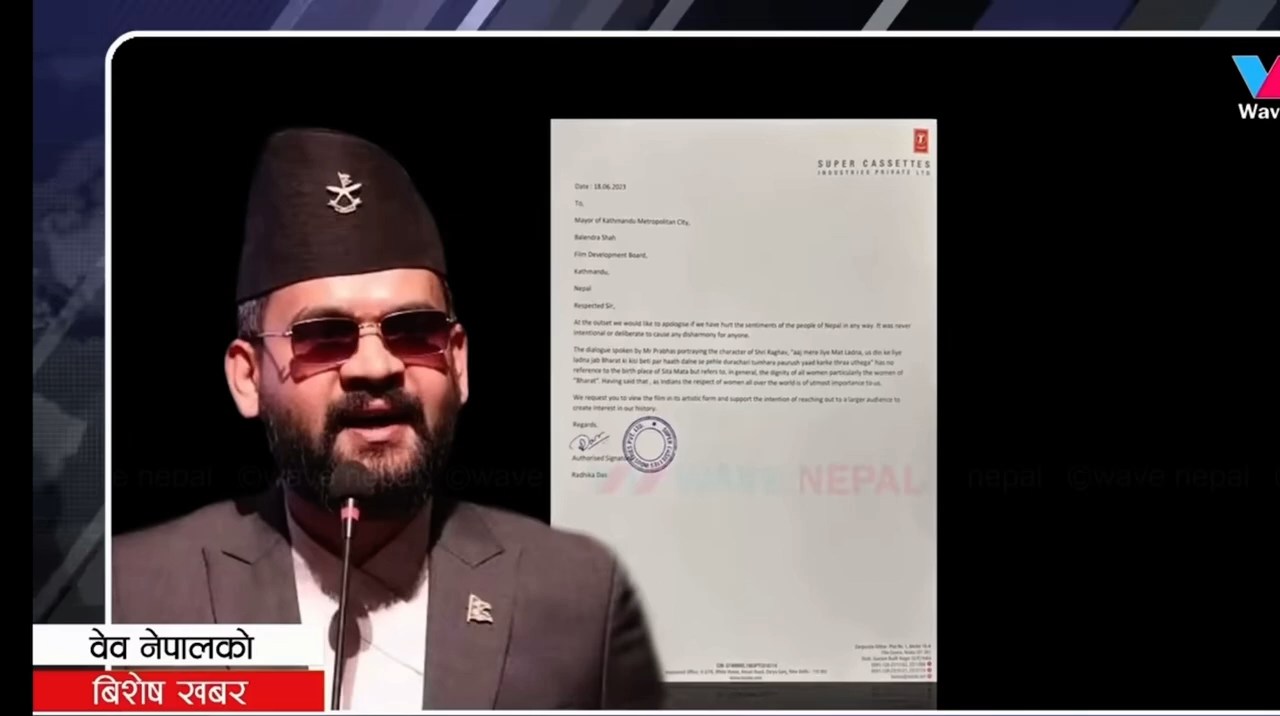 Wav
T
SUPER CASSETTES
INDUSTRIES PRIVATE LTD
Date : 18.06.2023
To,
Mayor of Kathmandu Metropolitan City,
Balendra Shah
Film Development Board,
Kathmandu,
Nepal
Respected Sir,
At the outset we would like to apologise if we have hurt the sentiments of the people of Nepal in any way. It was never
intentional or deliberate to cause any disharmony for anyone.
The dialogue spoken by Mr Prabhas portraying the character of Shri Raghav, "aaj mere liye Mat Ladna, us din ke liye
ladna jab Bharat ki kisi beti par haath dalne se pehle durachari tumhara paurush yaad karke thraa uthega" has no
reference to the birth place of Sita Mata but refers to, in general, the dignity of all women particularly the women of
"Bharat". Having said that , as Indians the respect of women all over the world is of utmost importance to us.
We request you to view the film in its artistic form and support the intention of reaching out to a larger audience to
create interest in our history.
Regards,
Authorised Signato
Radhika Das
WAVE NEPAL
nepal ©wave nepal
nepal ©wave nepal
वेव नेपालको
बिशेष खबर